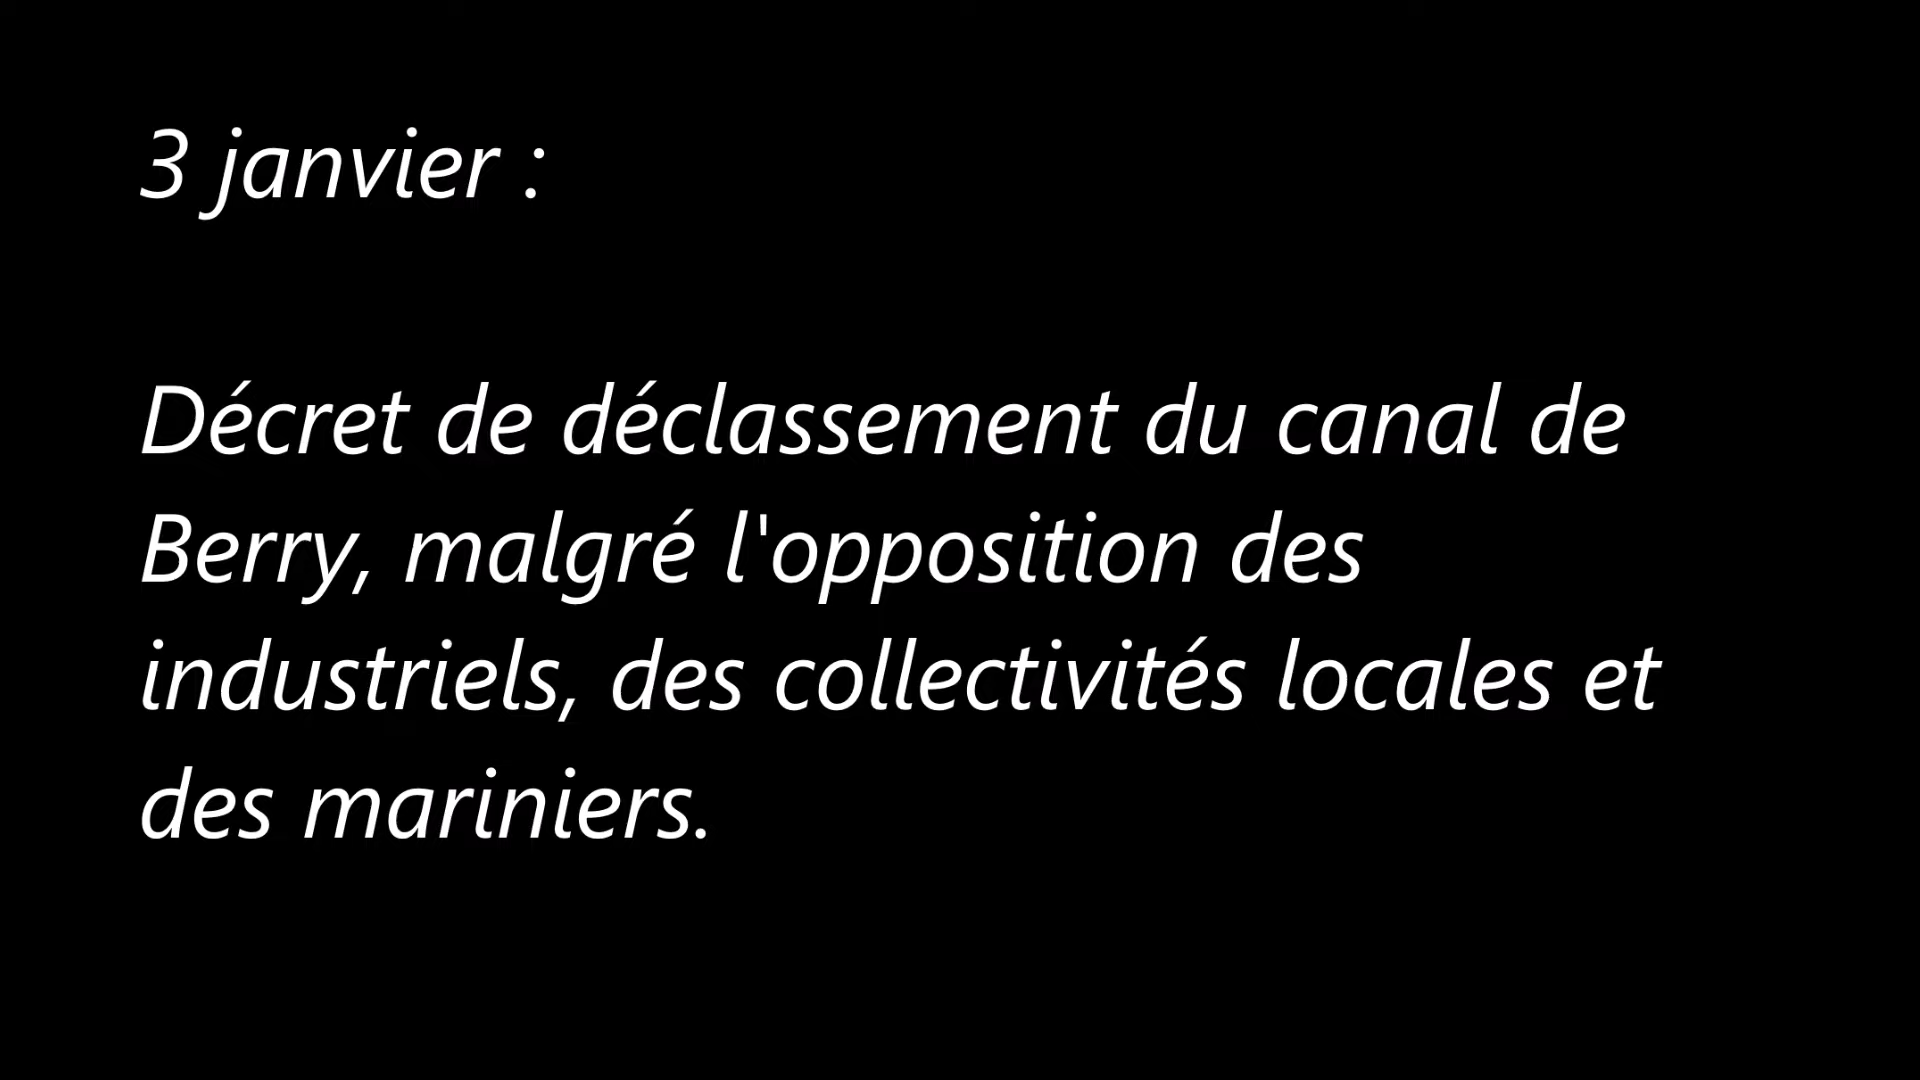 3 janvier :
Décret de déclassement du canal de
Berry, malgré l'opposition des
industriels, des collectivités locales et
des mariniers.